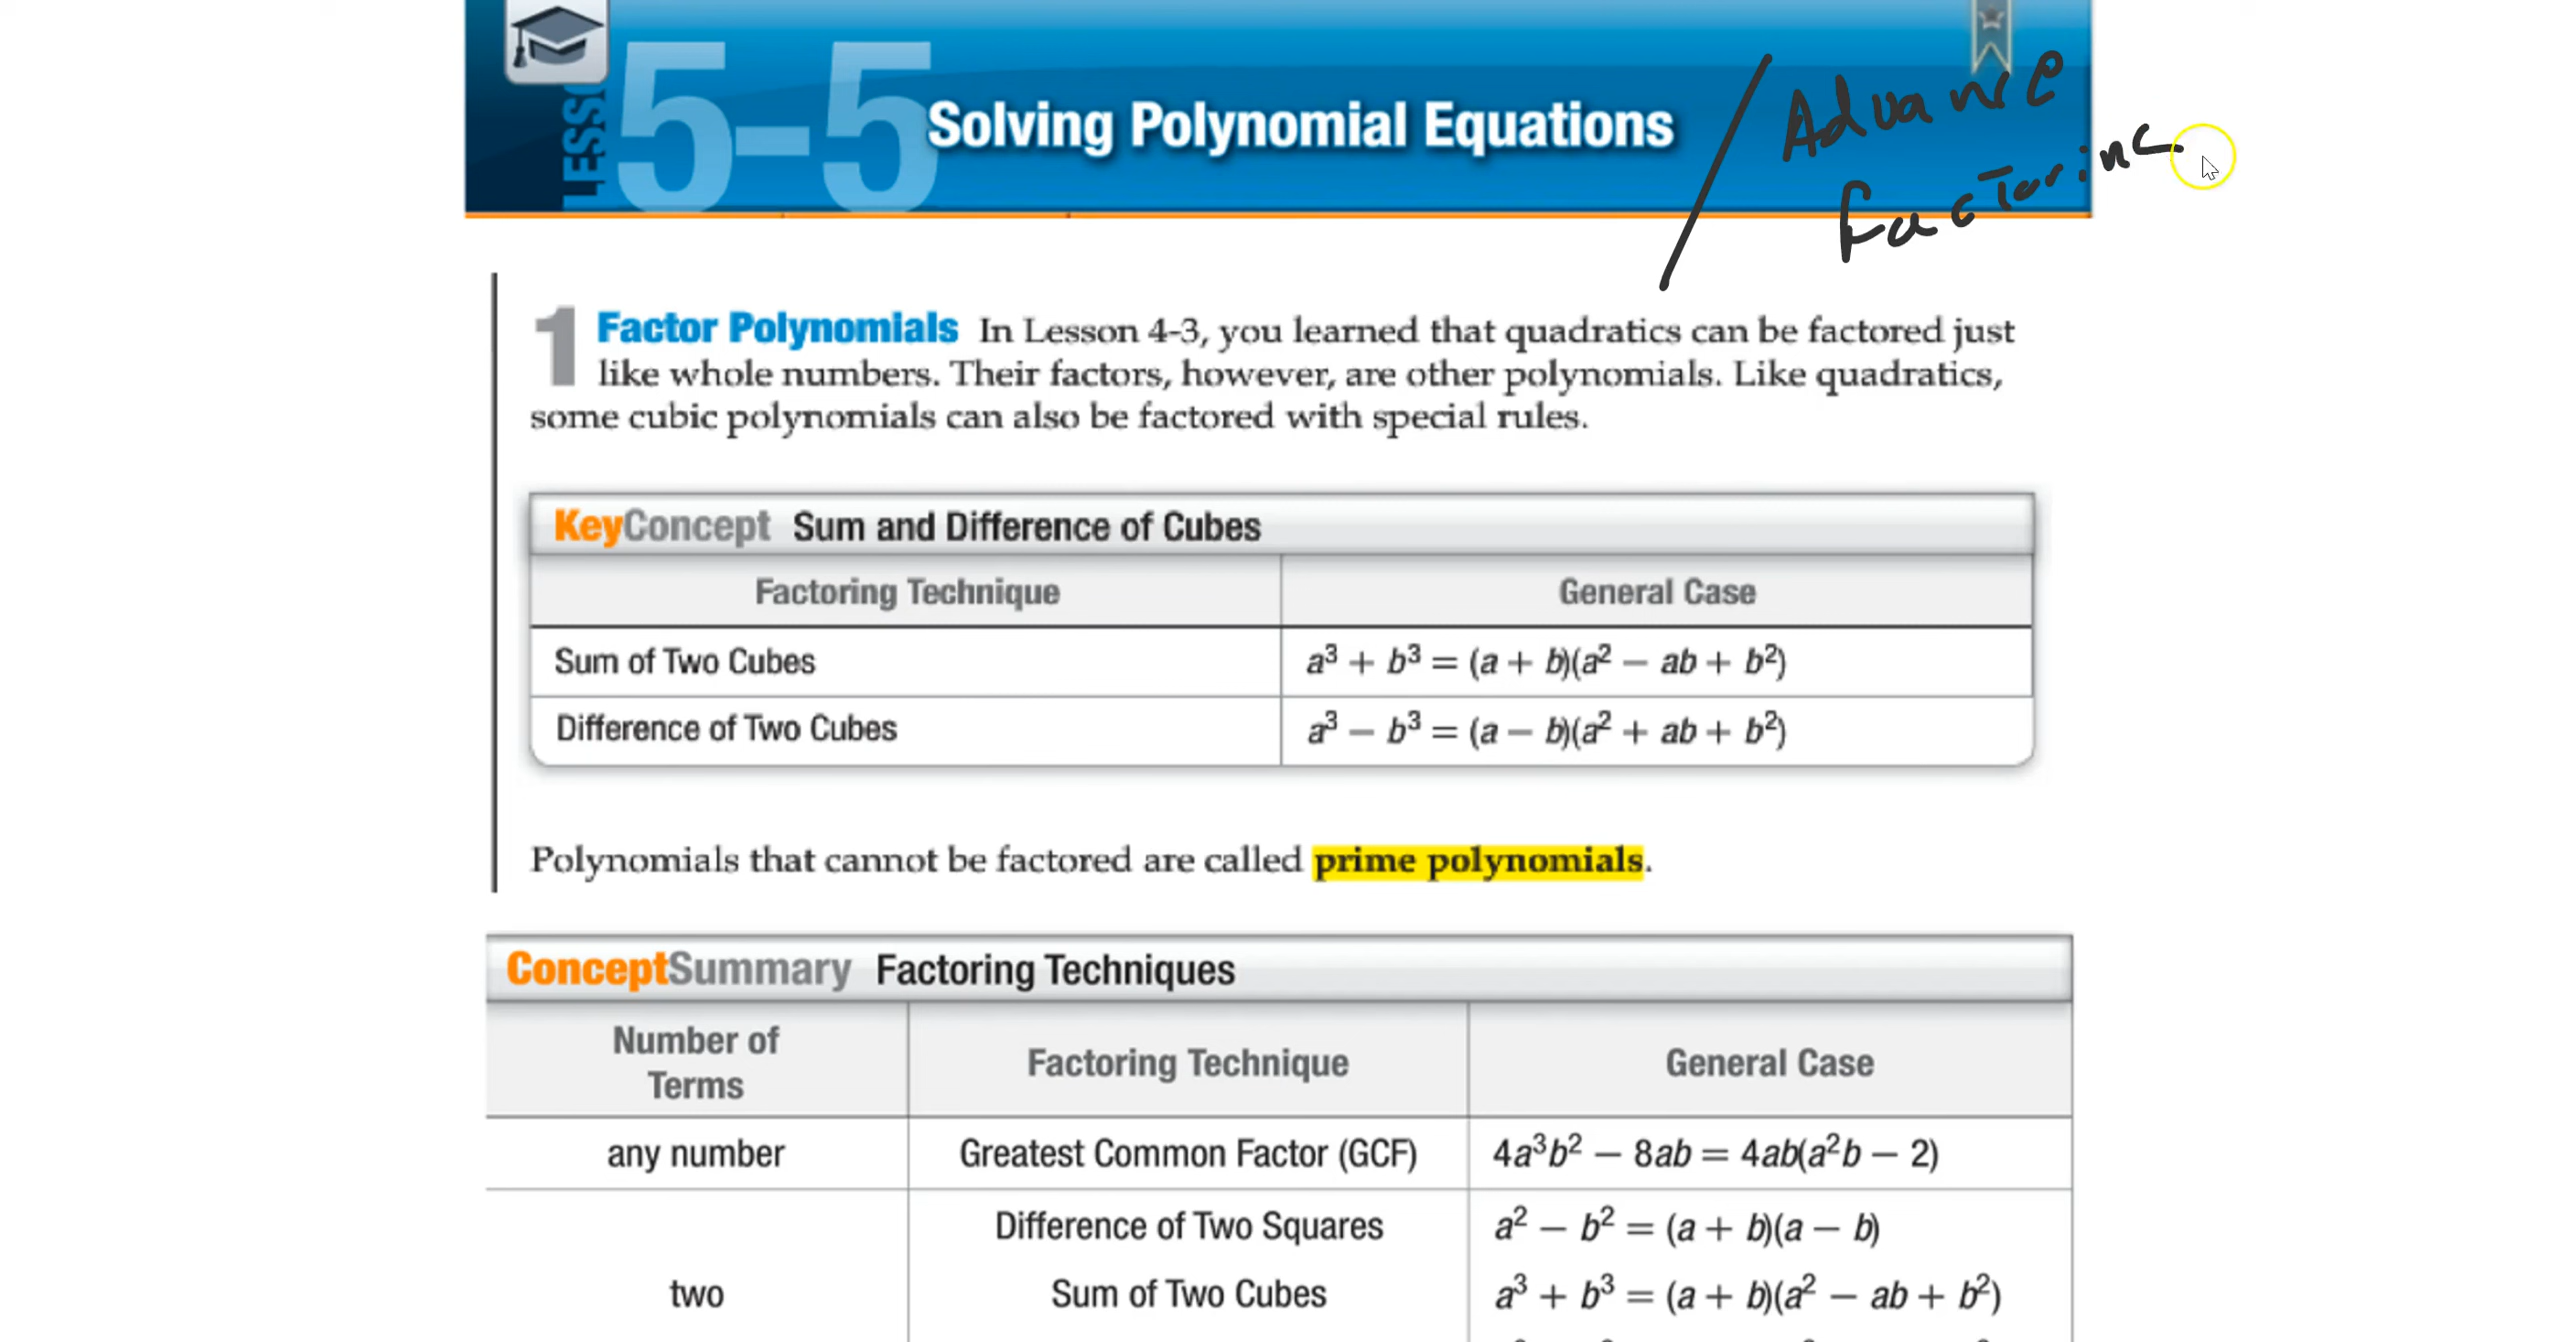 LESSO
5-5
Solving Polynomial Equations
Advance
factoring
1 Factor Polynomials In Lesson 4-3, you learned that quadratics can be factored just
like whole numbers. Their factors, however, are other polynomials. Like quadratics,
some cubic polynomials can also be factored with special rules.
KeyConcept Sum and Difference of Cubes
Factoring Technique General Case
Sum of Two Cubes a³ + b³ = (a + b)(a² − ab + b²)
Difference of Two Cubes a³ − b³ = (a − b)(a² + ab + b²)
Polynomials that cannot be factored are called prime polynomials.
ConceptSummary Factoring Techniques
Number of
Terms
Factoring Technique General Case
any number Greatest Common Factor (GCF) 4a³b² − 8ab = 4ab(a²b − 2)
Difference of Two Squares a² − b² = (a + b)(a − b)
two Sum of Two Cubes a³ + b³ = (a + b)(a² − ab + b²)